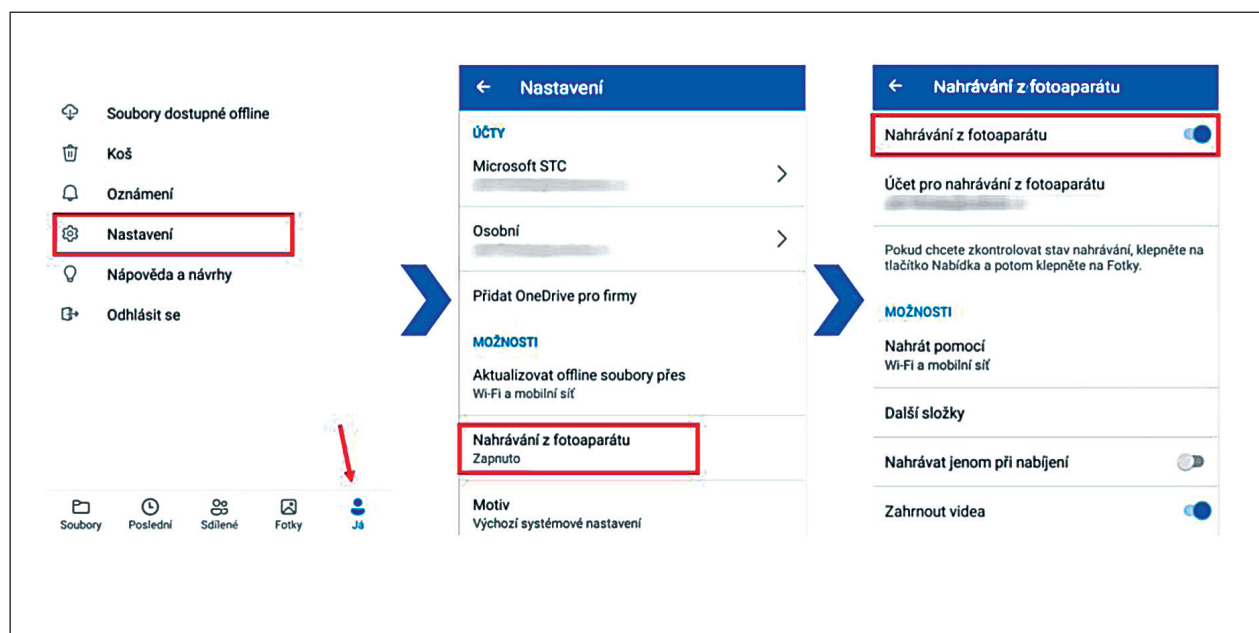 Soubory dostupné offline
Koš
Oznámení
Nastavení
Nápověda a návrhy
Odhlásit se
Soubory
Poslední
Sdílené
Fotky
Já
Nastavení
ÚČTY
Microsoft STC
Osobní
Přidat OneDrive pro firmy
MOŽNOSTI
Aktualizovat offline soubory přes
Wi-Fi a mobilní síť
Nahrávání z fotoaparátu
Zapnuto
Motiv
Výchozí systémové nastavení
Nahrávání z fotoaparátu
Nahrávání z fotoaparátu
Účet pro nahrávání z fotoaparátu
Pokud chcete zkontrolovat stav nahrávání, klepněte na
tlačítko Nabídka a potom klepněte na Fotky.
MOŽNOSTI
Nahrát pomocí
Wi-Fi a mobilní síť
Další složky
Nahrávat jenom při nabíjení
Zahrnout videa